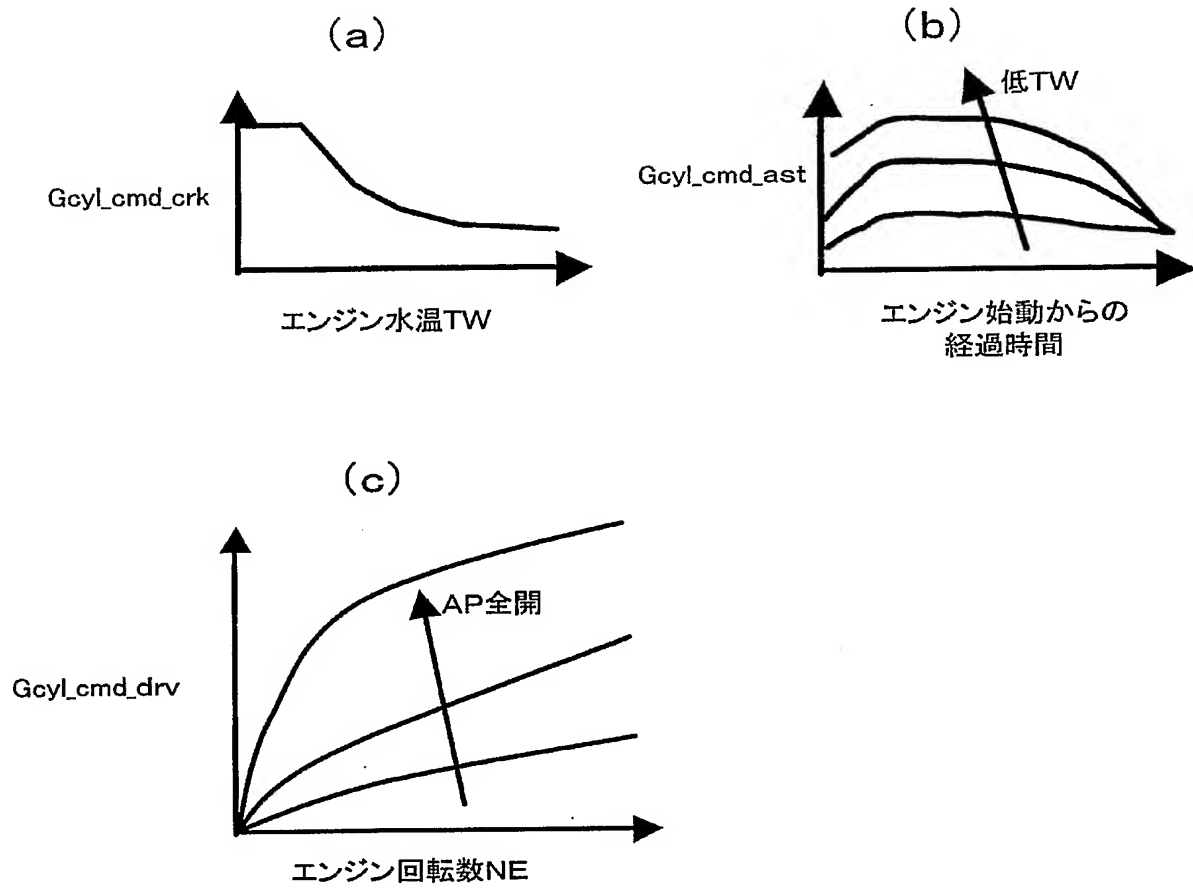 (a)
Gcyl_cmd_crk
エンジン水温TW
(b)
低TW
Gcyl_cmd_ast
エンジン始動からの
経過時間
(c)
AP全開
Gcyl_cmd_drv
エンジン回転数NE